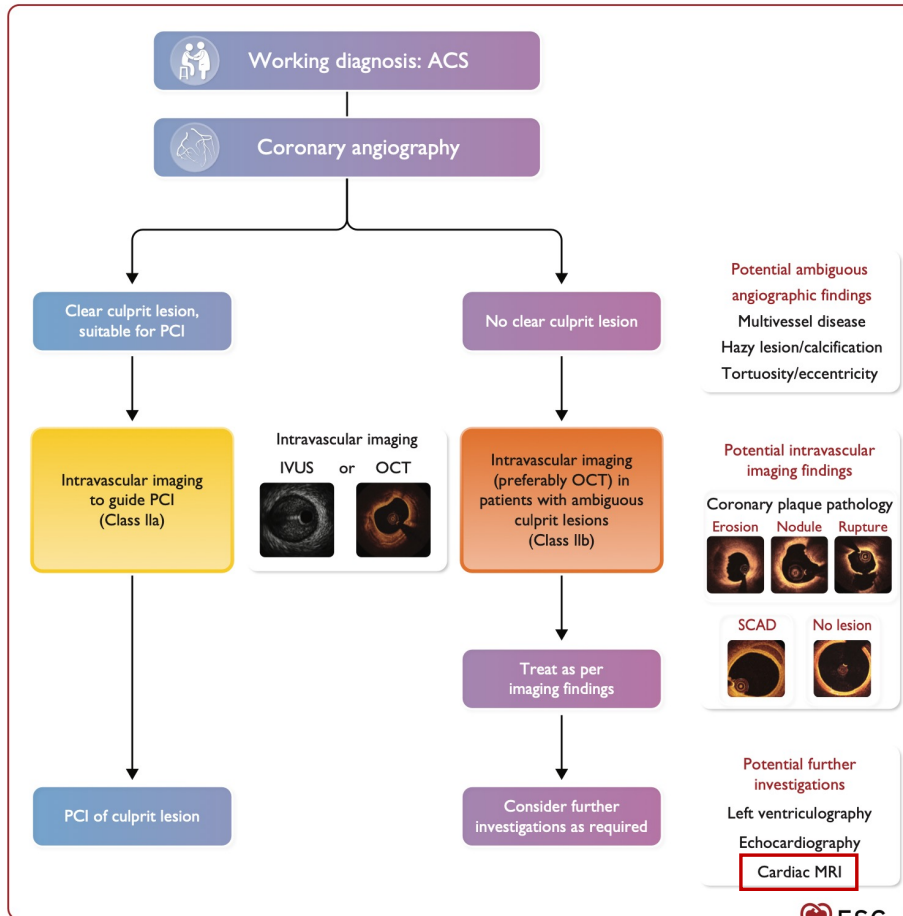 Working diagnosis: ACS
Coronary angiography
Clear culprit lesion,
suitable for PCI
No clear culprit lesion
Potential ambiguous
angiographic findings
Multivessel disease
Hazy lesion/calcification
Tortuosity/eccentricity
Intravascular imaging
to guide PCI
(Class IIa)
Intravascular imaging
IVUS or OCT
Intravascular imaging
(preferably OCT) in
patients with ambiguous
culprit lesions
(Class IIb)
Potential intravascular
imaging findings
Coronary plaque pathology
Erosion Nodule Rupture
SCAD No lesion
Treat as per
imaging findings
PCI of culprit lesion
Consider further
investigations as required
Potential further
investigations
Left ventriculography
Echocardiography
Cardiac MRI
ESC